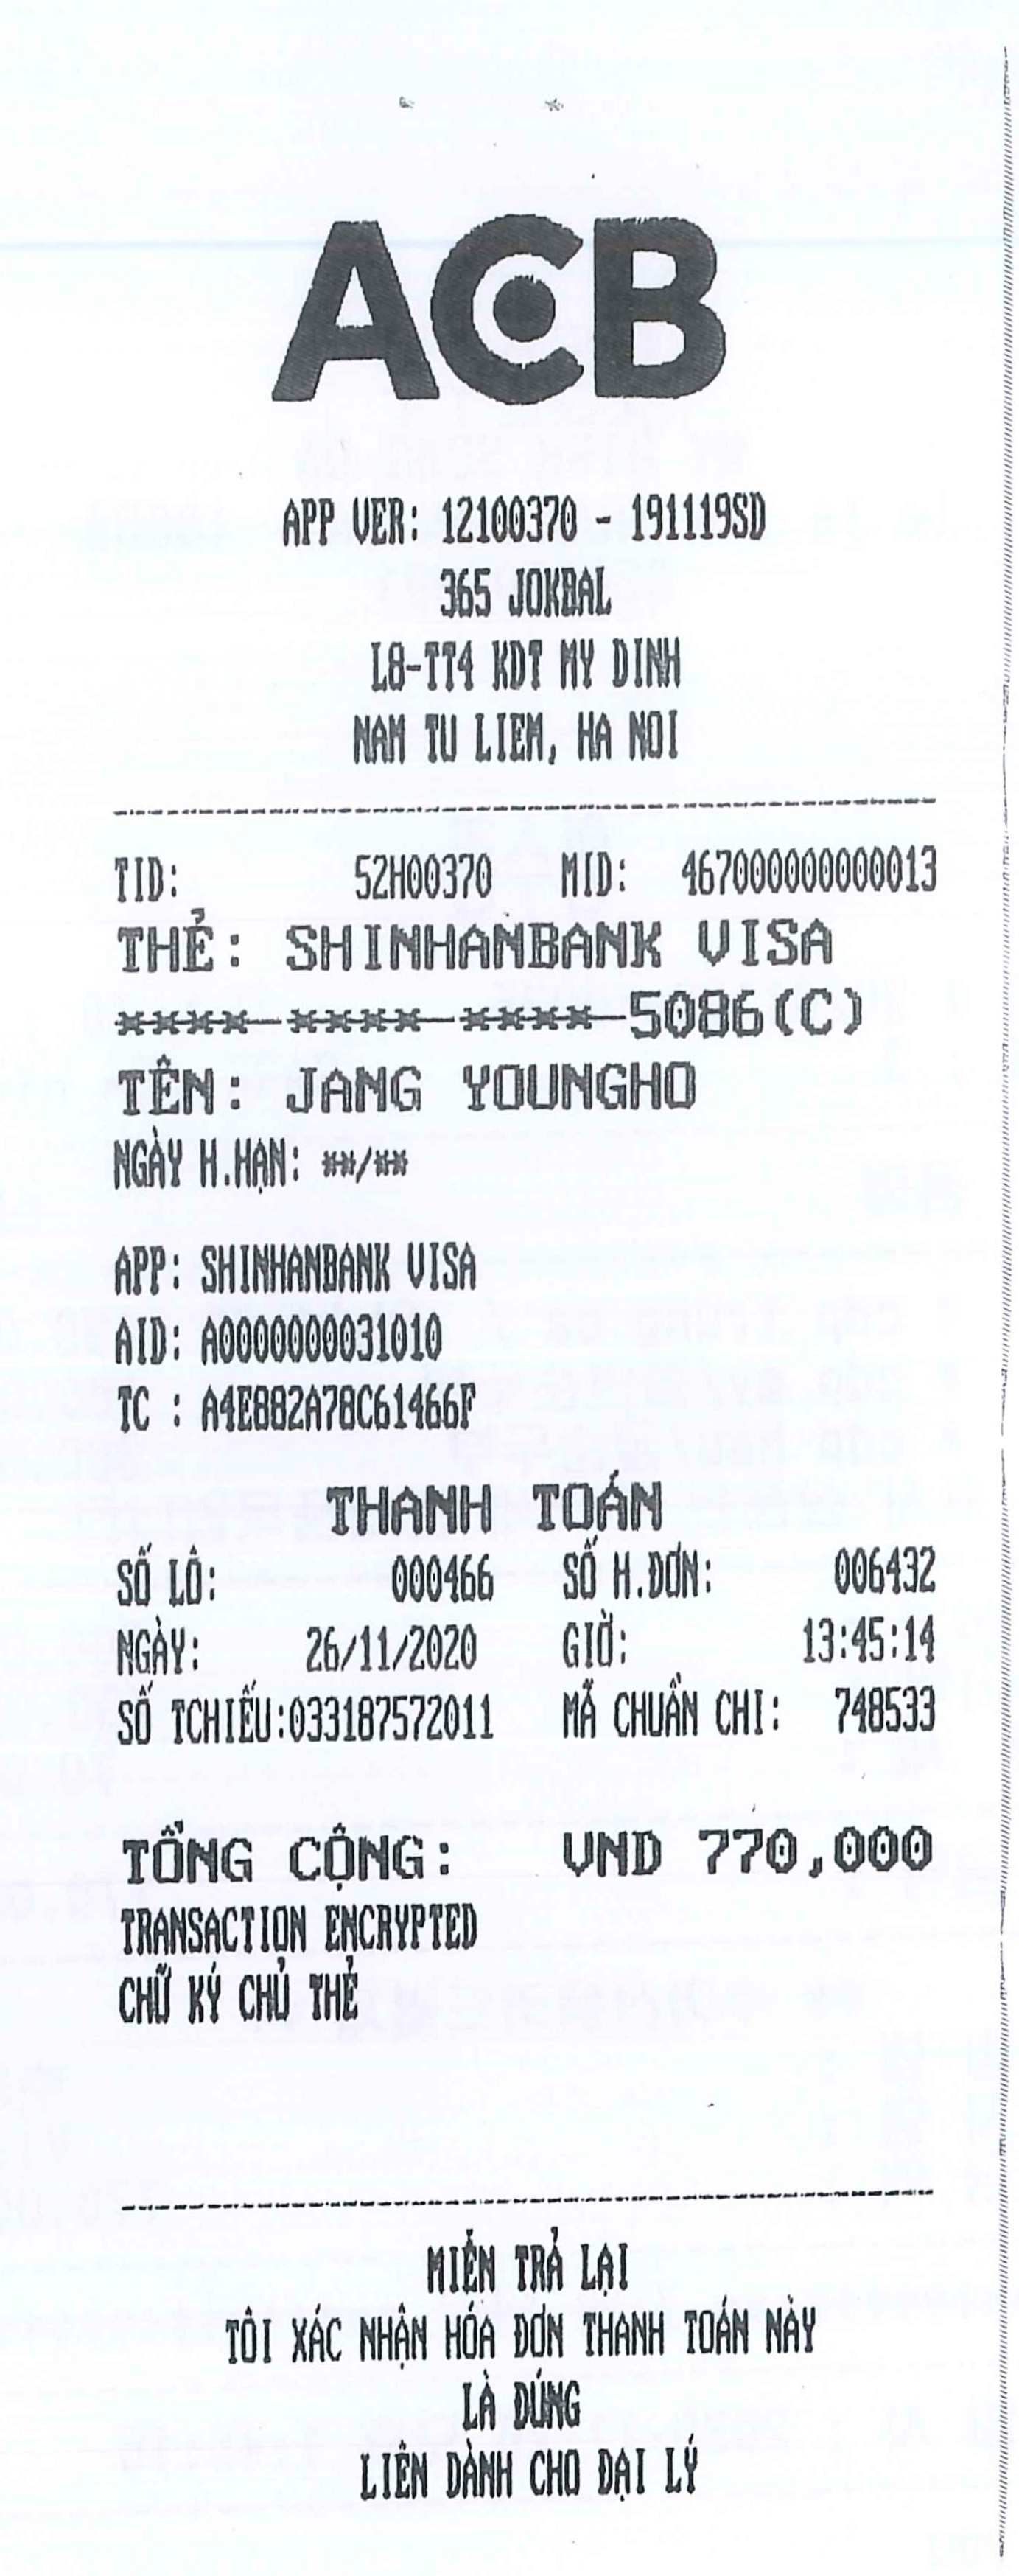 ACB
APP VER: 12100370 - 191119SD
365 JOKBAL
L8-TT4 KDT MY DINH
NAM TU LIEM, HA NOI
TID: 52H00370 MID: 467000000000013
THẺ: SHINHANBANK VISA
**** **** **** 5086(C)
TÊN: JANG YOUNGHO
NGÀY H.HẠN: **/**
APP: SHINHANBANK VISA
AID: A0000000031010
TC : A4E882A78C61466F
THANH TOÁN
SỐ LÔ: 000466 SỐ H.ĐƠN: 006432
NGÀY: 26/11/2020 GIỜ: 13:45:14
SỐ TCHIẾU:033187572011 MÃ CHUẨN CHI: 748533
TỔNG CỘNG: VND 770,000
TRANSACTION ENCRYPTED
CHỮ KÝ CHỦ THẺ
MIỄN TRẢ LẠI
TÔI XÁC NHẬN HÓA ĐƠN THANH TOÁN NÀY
LÀ ĐÚNG
LIÊN DÀNH CHO ĐẠI LÝ